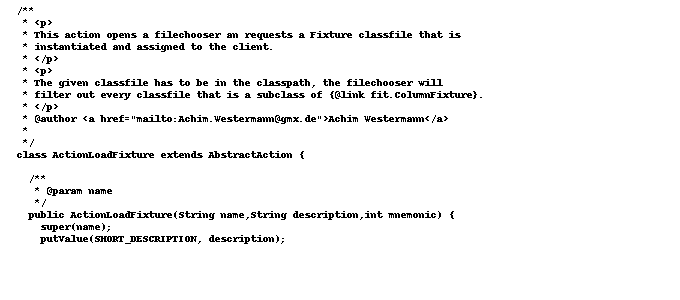 /**
 * <p>
 * This action opens a filechooser an requests a Fixture classfile that is
 * instantiated and assigned to the client.
 * </p>
 * <p>
 * The given classfile has to be in the classpath, the filechooser will
 * filter out every classfile that is a subclass of {@link fit.ColumnFixture}.
 * </p>
 * @author <a href="mailto:Achim.Westermann@gmx.de">Achim Westermann</a>
 *
 */
class ActionLoadFixture extends AbstractAction {
  /**
   * @param name
   */
  public ActionLoadFixture(String name,String description,int mnemonic) {
    super(name);
    putValue(SHORT_DESCRIPTION, description);